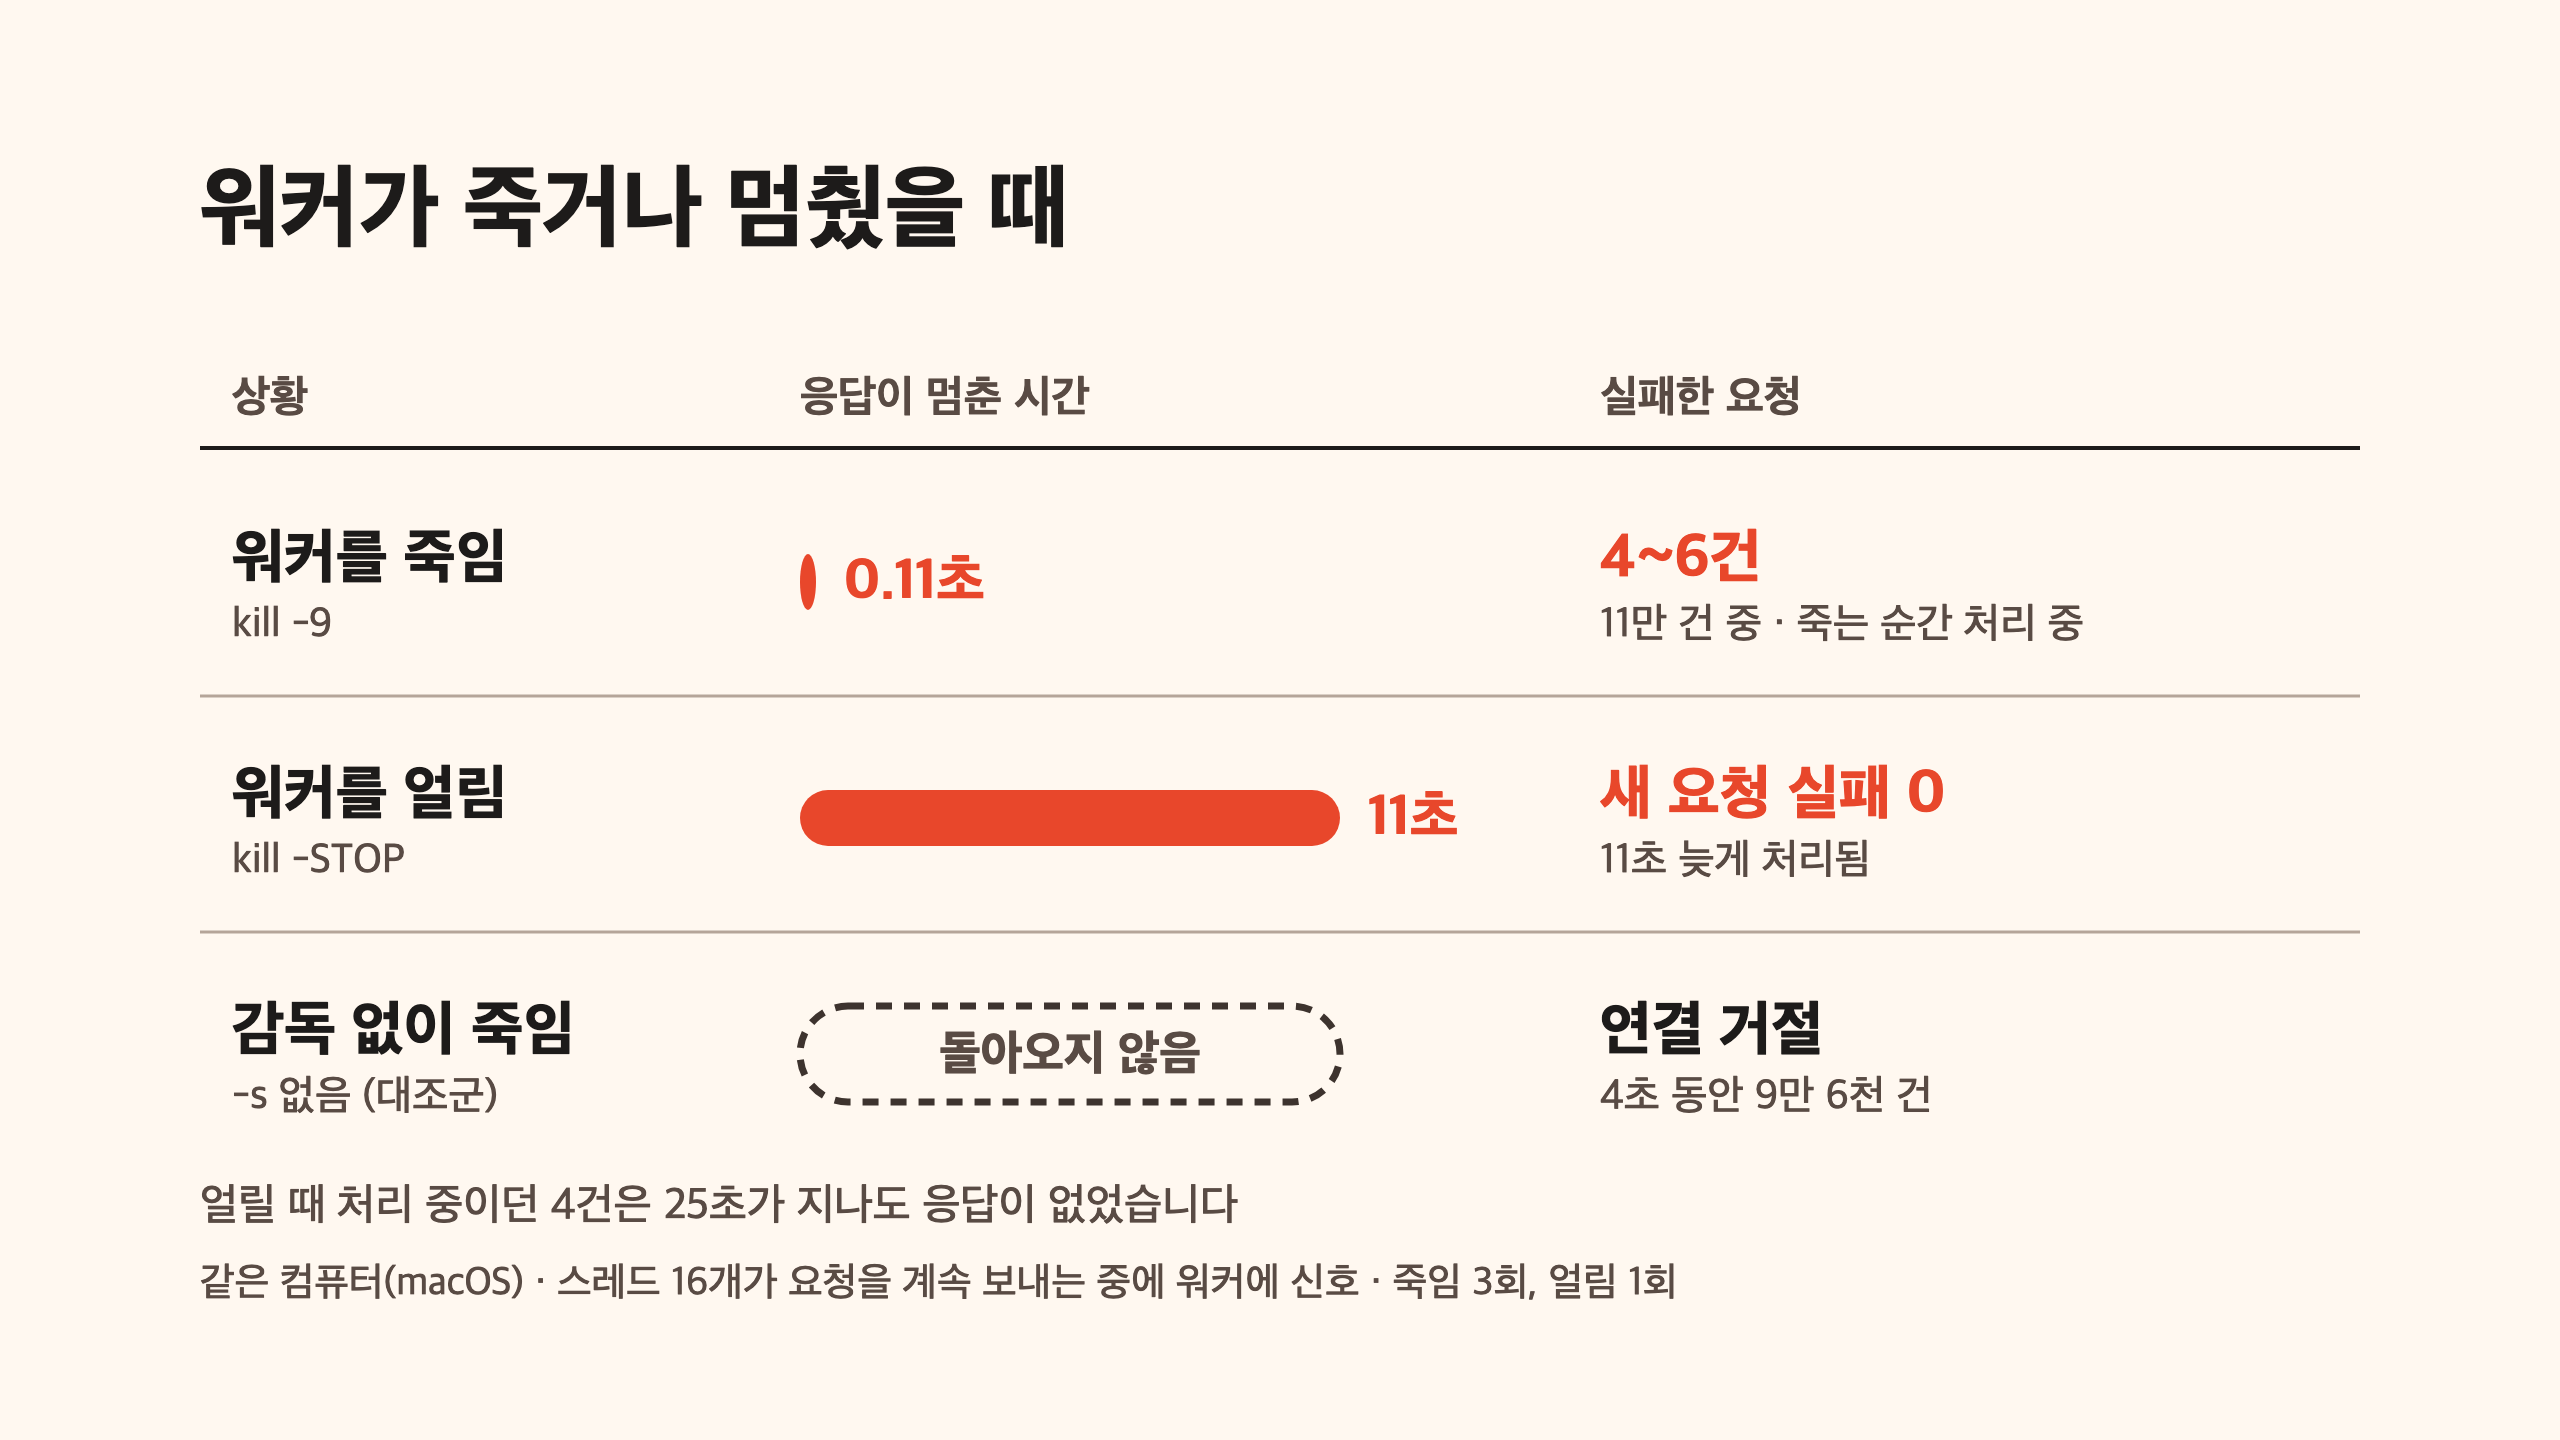 워커가 죽거나 멈췄을 때
상황
응답이 멈춘 시간
실패한 요청
워커를 죽임
kill -9
0.11초
4~6건
11만 건 중 · 죽는 순간 처리 중
워커를 얼림
kill -STOP
11초
새 요청 실패 0
11초 늦게 처리됨
감독 없이 죽임
-s 없음 (대조군)
돌아오지 않음
연결 거절
4초 동안 9만 6천 건
얼릴 때 처리 중이던 4건은 25초가 지나도 응답이 없었습니다
같은 컴퓨터(macOS) · 스레드 16개가 요청을 계속 보내는 중에 워커에 신호 · 죽임 3회, 얼림 1회